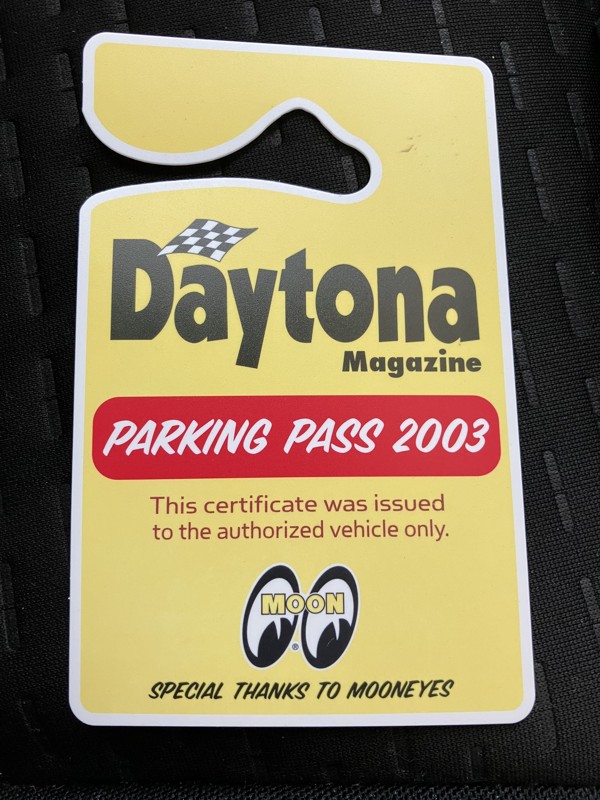 Daytona
Magazine
PARKING PASS 2003
This certificate was issued
to the authorized vehicle only.
MOON
®
SPECIAL THANKS TO MOONEYES